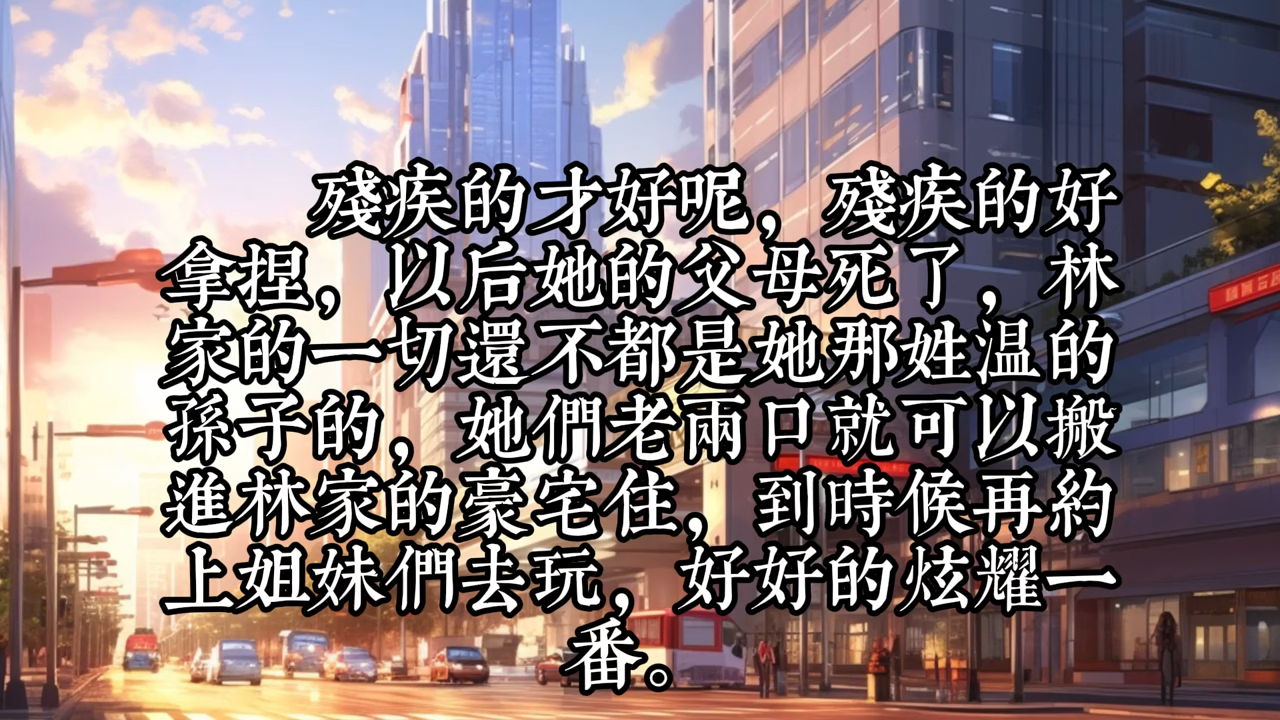 殘疾的才好呢，殘疾的好
拿捏，以后她的父母死了，林
家的一切還不都是她那姓温的
孫子的，她們老兩口就可以搬
進林家的豪宅住，到時候再約
上姐妹們去玩，好好的炫耀一
番。